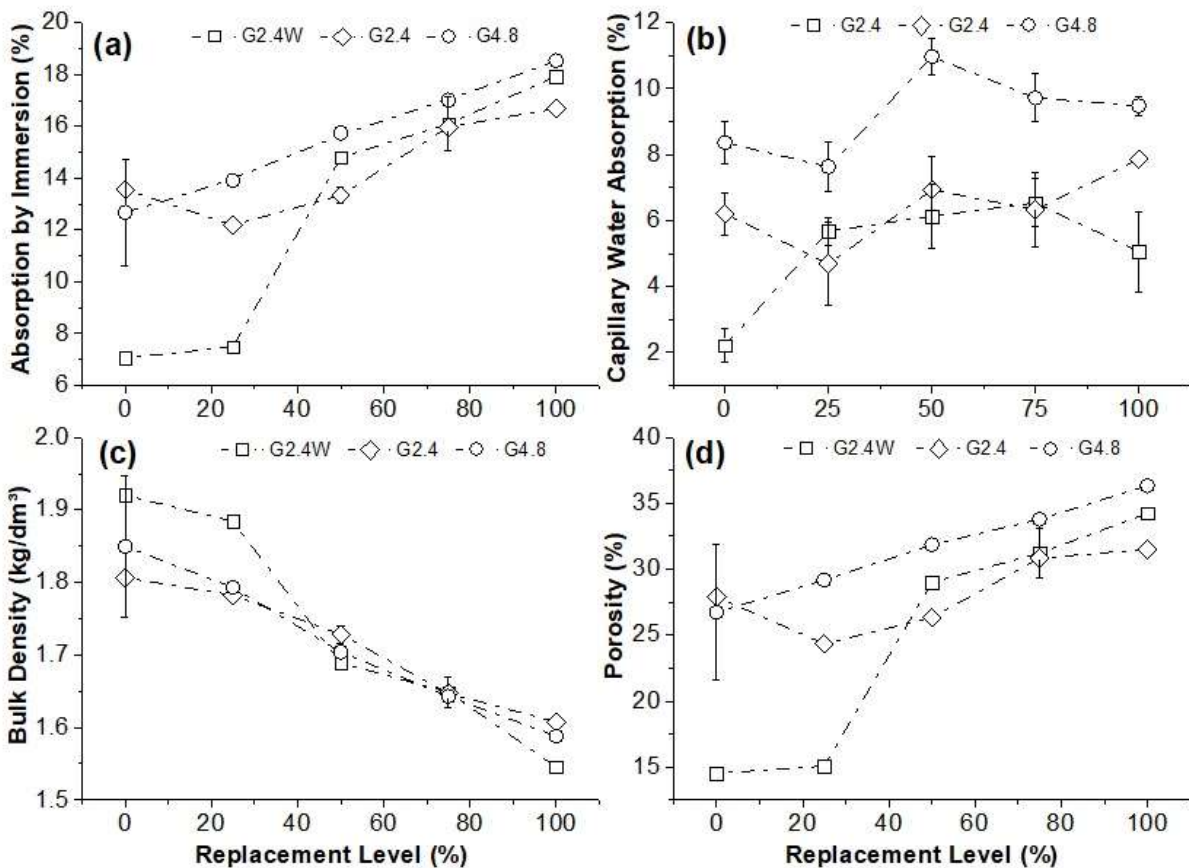 (a)
G2.4W G2.4 G4.8
Absorption by Immersion (%)
20
18
16
14
12
10
8
6
0 20 40 60 80 100
(b)
G2.4 G2.4 G4.8
Capillary Water Absorption (%)
12
10
8
6
4
2
0 25 50 75 100
(c)
G2.4W G2.4 G4.8
Bulk Density (kg/dm³)
2.0
1.9
1.8
1.7
1.6
1.5
0 20 40 60 80 100
Replacement Level (%)
(d)
G2.4W G2.4 G4.8
Porosity (%)
40
35
30
25
20
15
0 20 40 60 80 100
Replacement Level (%)